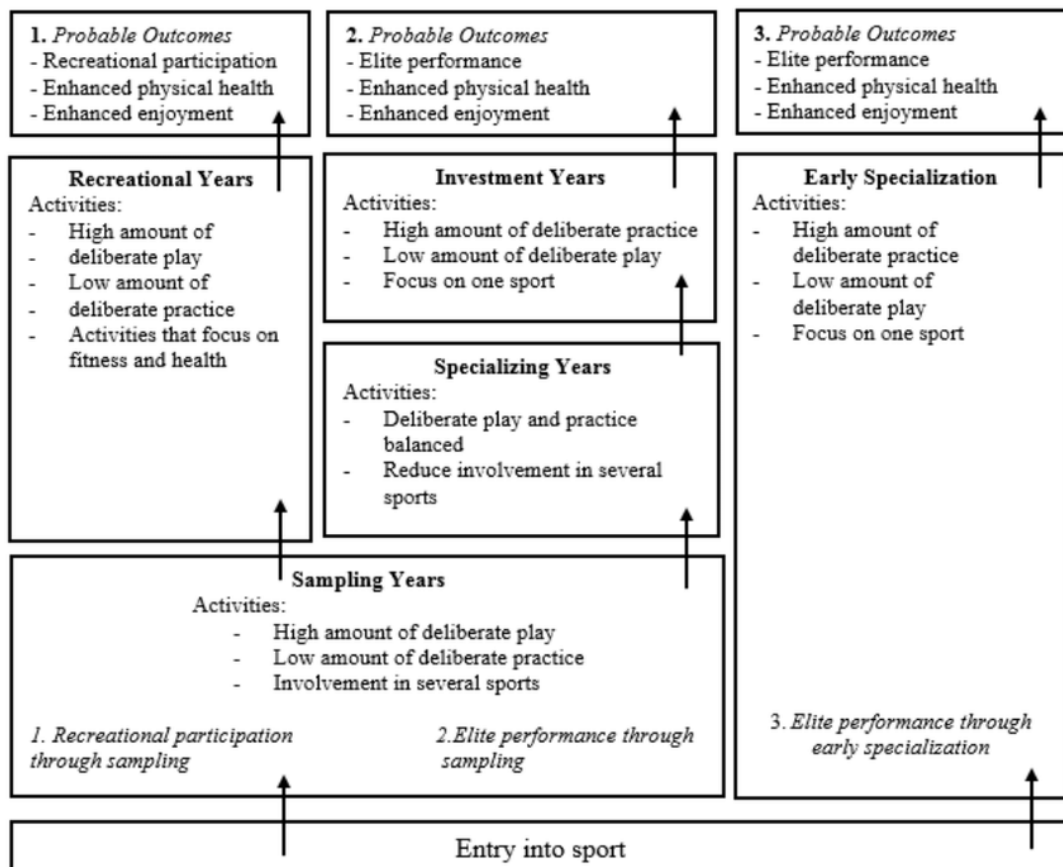 1. Probable Outcomes
- Recreational participation
- Enhanced physical health
- Enhanced enjoyment
2. Probable Outcomes
- Elite performance
- Enhanced physical health
- Enhanced enjoyment
3. Probable Outcomes
- Elite performance
- Enhanced physical health
- Enhanced enjoyment
Recreational Years
Activities:
- High amount of
- deliberate play
- Low amount of
- deliberate practice
- Activities that focus on
fitness and health
Investment Years
Activities:
- High amount of deliberate practice
- Low amount of deliberate play
- Focus on one sport
Early Specialization
Activities:
- High amount of
deliberate practice
- Low amount of
deliberate play
- Focus on one sport
Specializing Years
Activities:
- Deliberate play and practice
balanced
- Reduce involvement in several
sports
Sampling Years
Activities:
- High amount of deliberate play
- Low amount of deliberate practice
- Involvement in several sports
1. Recreational participation
through sampling
2.Elite performance through
sampling
3. Elite performance through
early specialization
Entry into sport